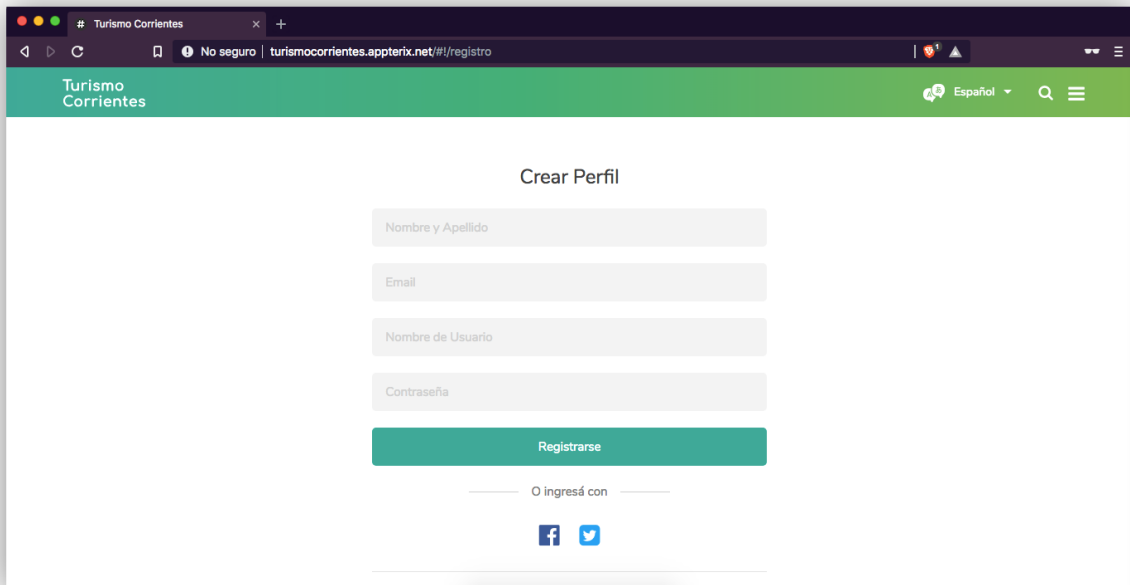 # Turismo Corrientes
No seguro | turismocorrientes.appterix.net/#!/registro
1
Turismo
Corrientes
Español
Crear Perfil
Nombre y Apellido
Email
Nombre de Usuario
Contraseña
Registrarse
O ingresá con